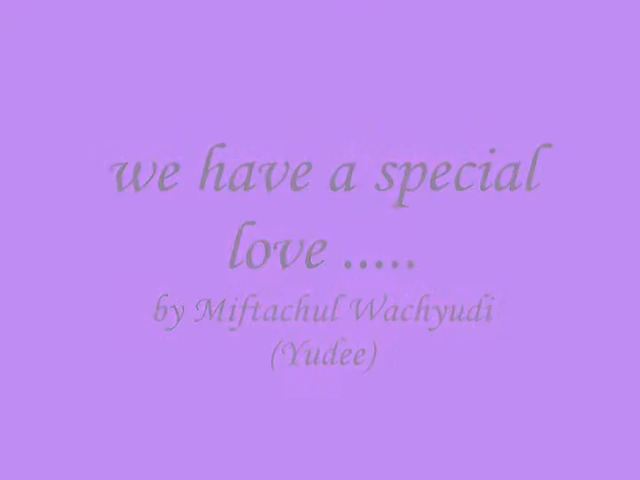 we have a special
love .....
by Miftachul Wachyudi
(Yudee)